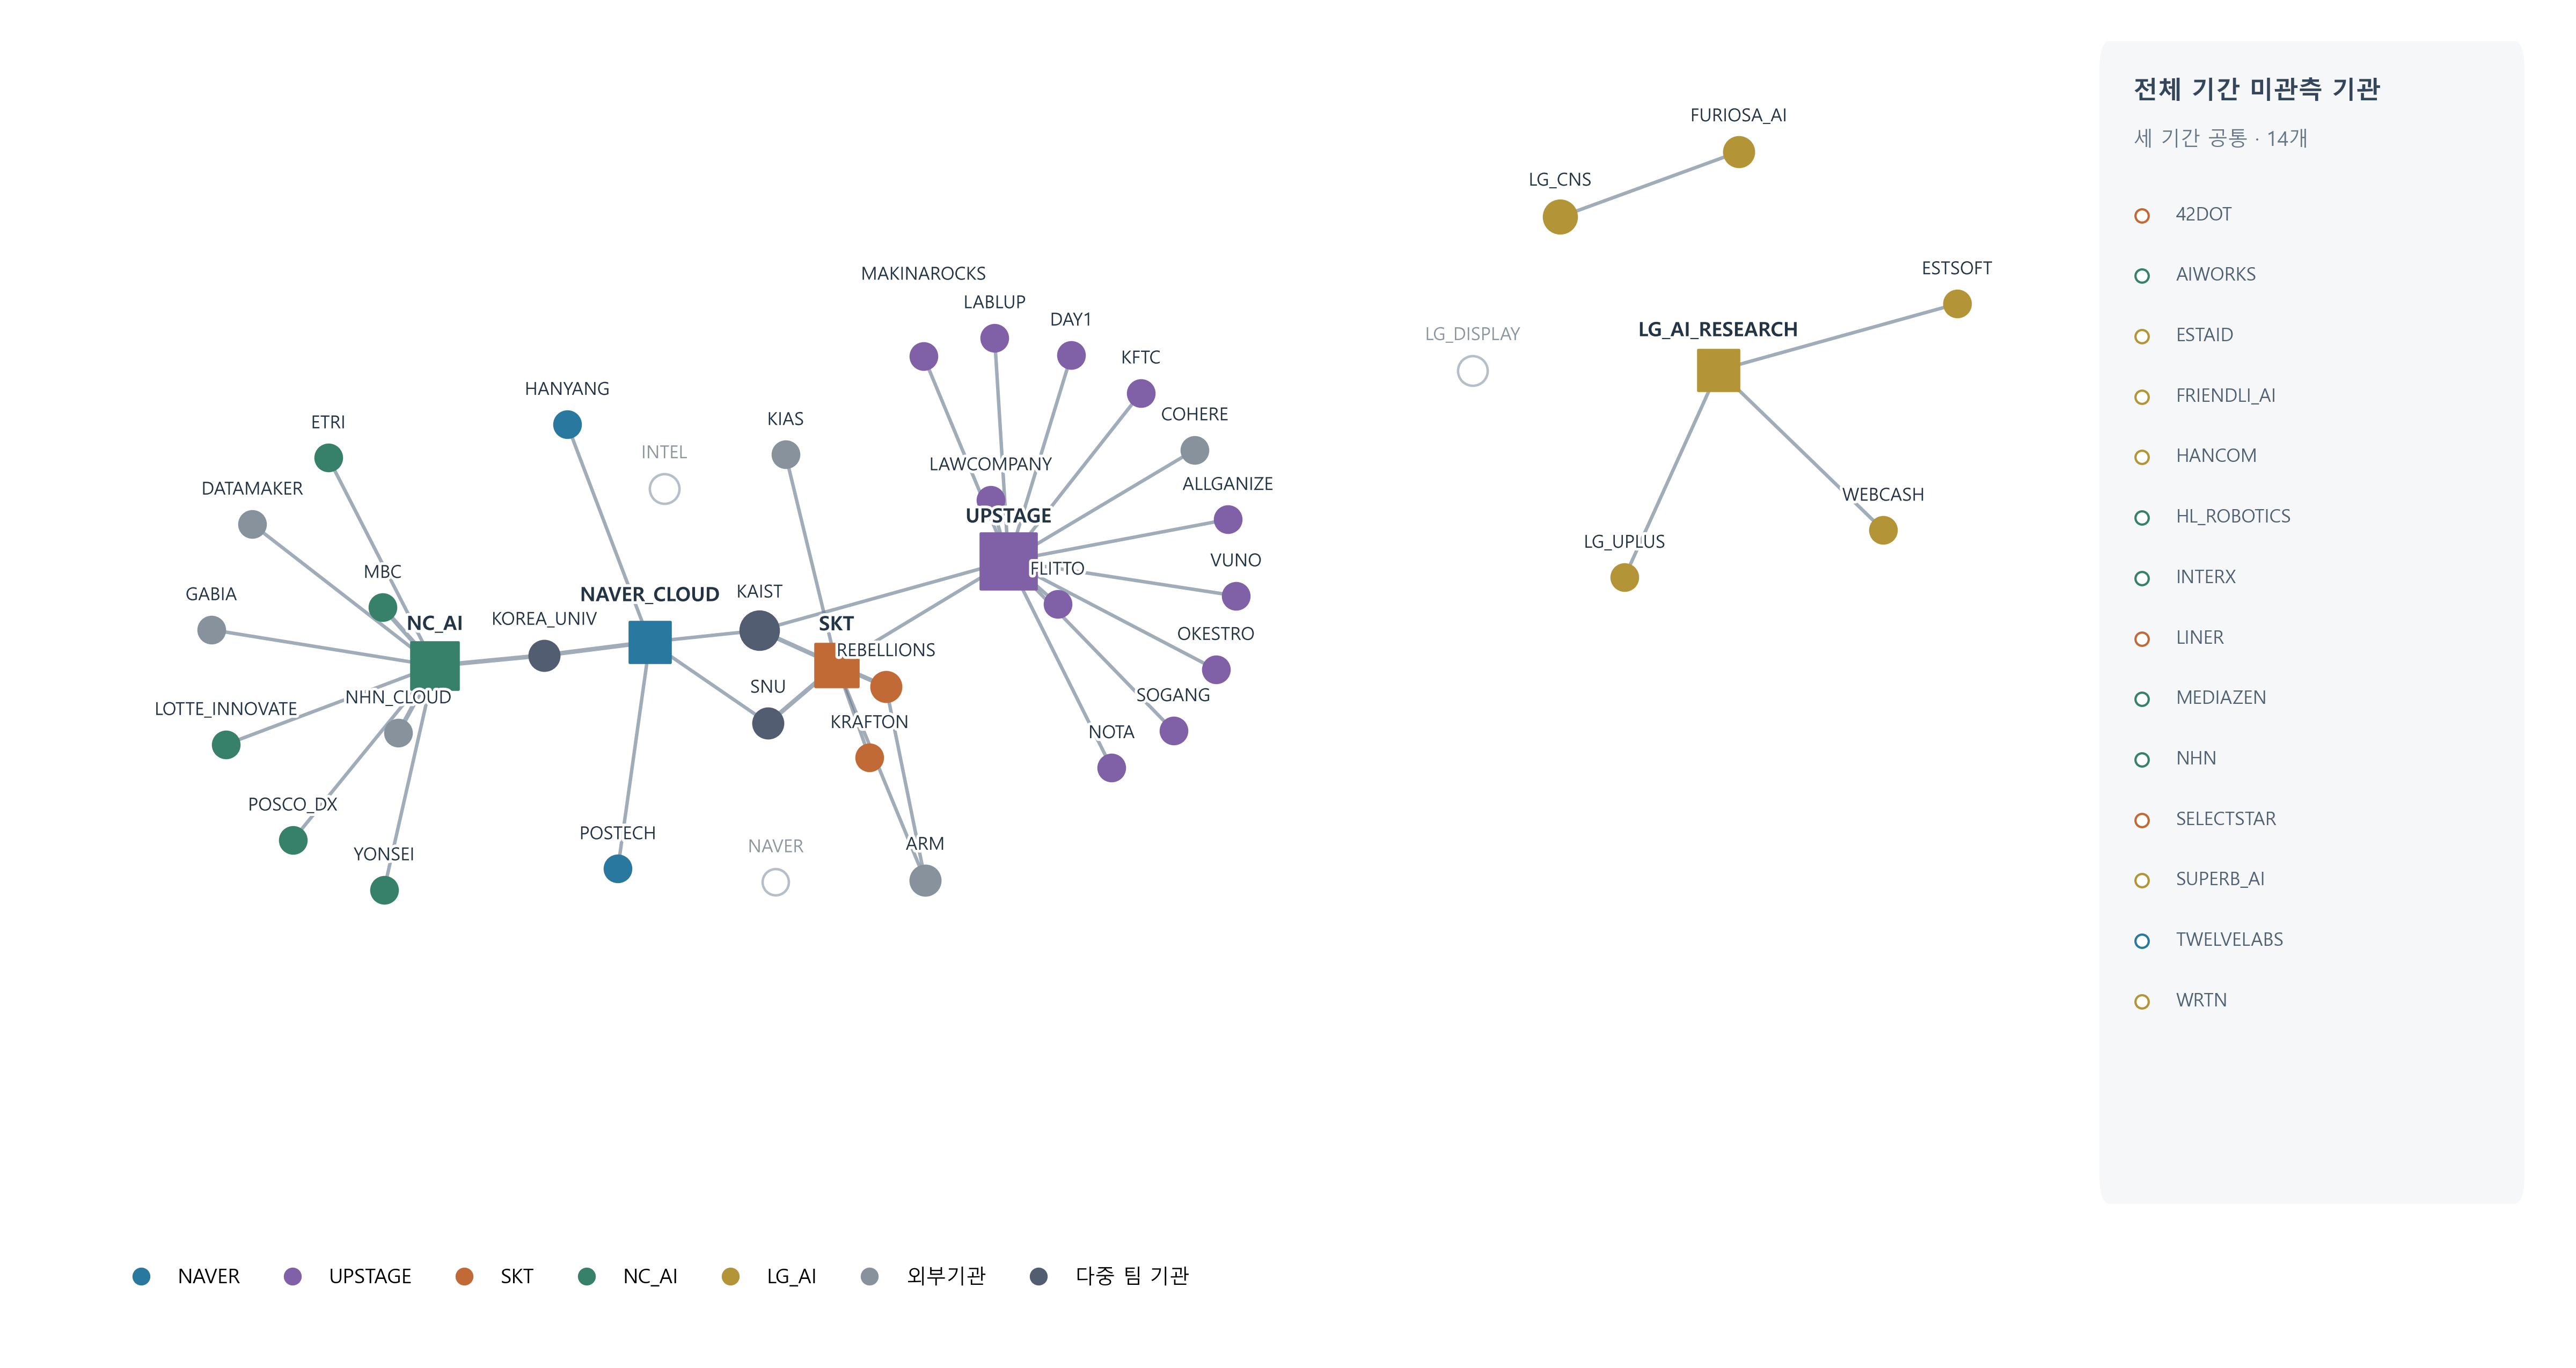 FURIOSA_AI
LG_CNS
ESTSOFT
LG_AI_RESEARCH
LG_DISPLAY
WEBCASH
LG_UPLUS
MAKINAROCKS
LABLUP
DAY1
KFTC
COHERE
LAWCOMPANY
ALLGANIZE
UPSTAGE
VUNO
FLITTO
OKESTRO
SOGANG
NOTA
HANYANG
INTEL
KIAS
NAVER_CLOUD
KAIST
SKT
REBELLIONS
SNU
KRAFTON
ARM
POSTECH
NAVER
ETRI
DATAMAKER
MBC
GABIA
NC_AI
KOREA_UNIV
NHN_CLOUD
LOTTE_INNOVATE
POSCO_DX
YONSEI
전체 기간 미관측 기관
세 기간 공통 · 14개
42DOT
AIWORKS
ESTAID
FRIENDLI_AI
HANCOM
HL_ROBOTICS
INTERX
LINER
MEDIAZEN
NHN
SELECTSTAR
SUPERB_AI
TWELVELABS
WRTN
NAVER
UPSTAGE
SKT
NC_AI
LG_AI
외부기관
다중 팀 기관